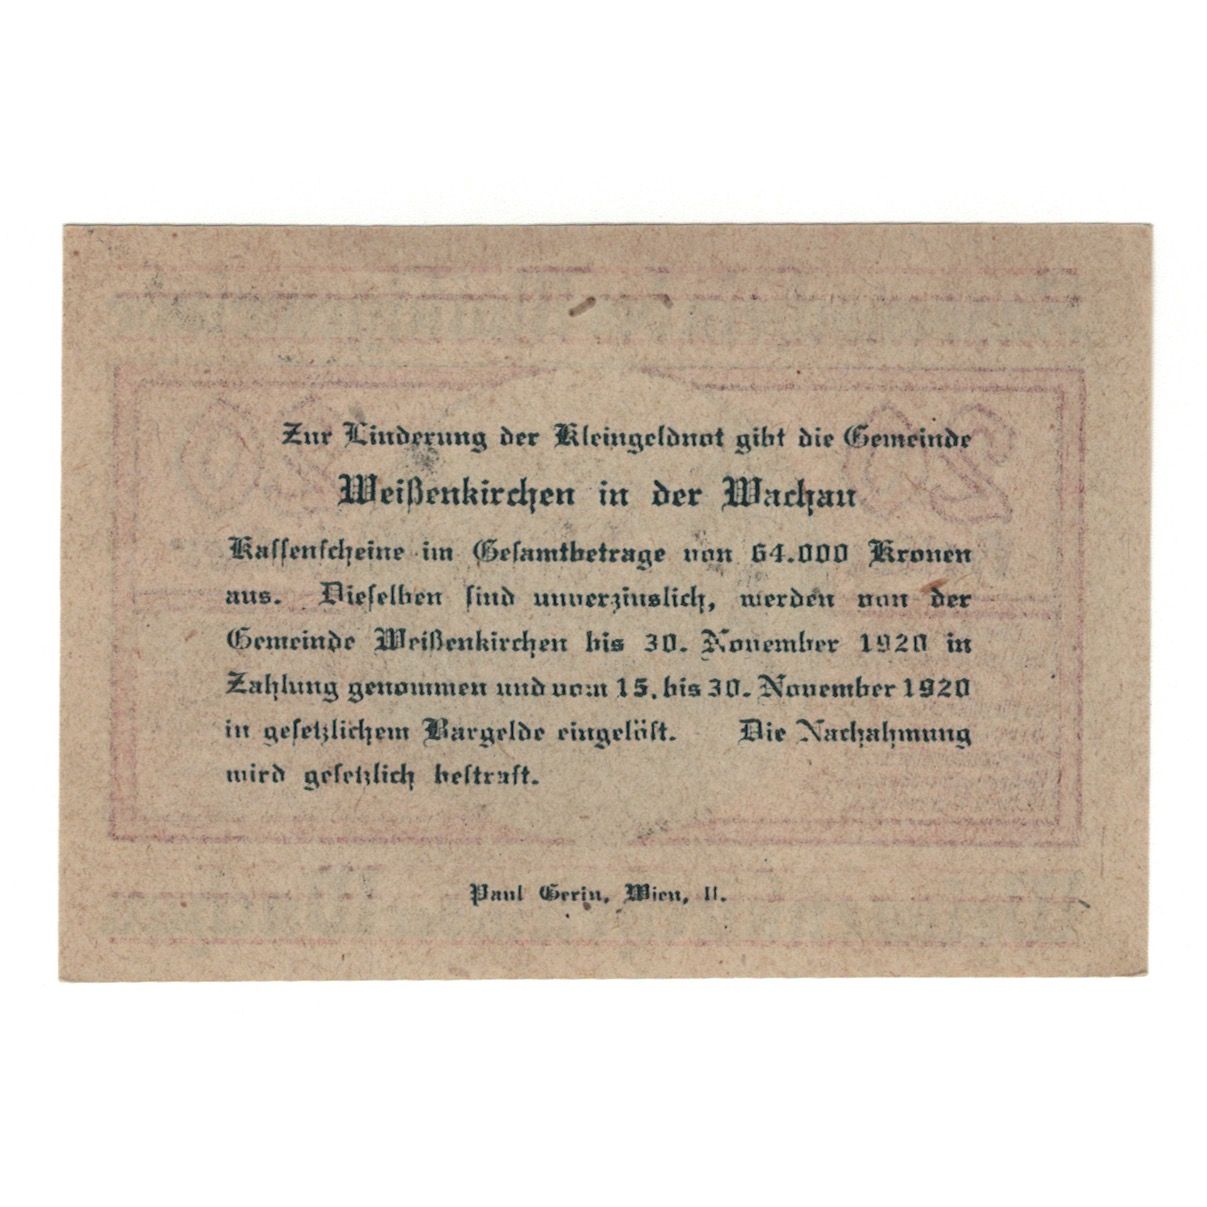 Zur Linderung der Kleingeldnot gibt die Gemeinde
Weißenkirchen in der Wachau
Kassenscheine im Gesamtbetrage von 64.000 Kronen
aus. Dieselben sind unverzinslich, werden von der
Gemeinde Weißenkirchen bis 30. November 1920 in
Zahlung genommen und vom 15. bis 30. November 1920
in gesetzlichem Bargelde eingelöst. Die Nachahmung
wird gesetzlich bestraft.
Paul Gerin, Wien, II.